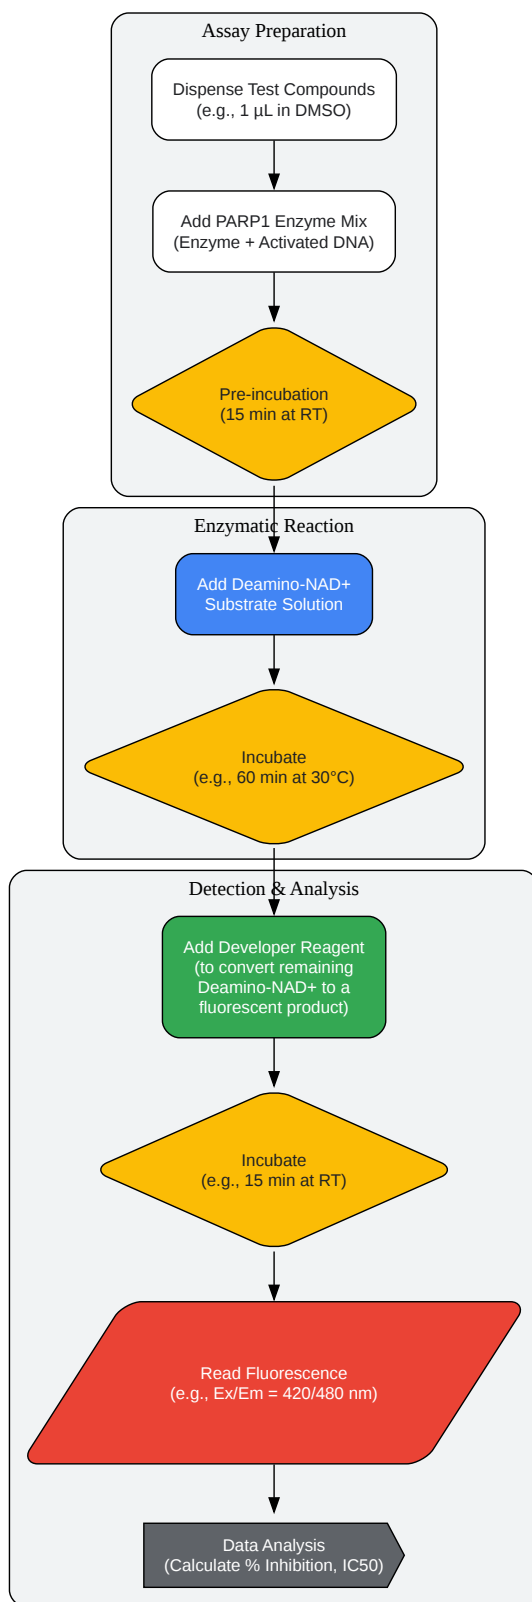 Assay Preparation
Dispense Test Compounds
(e.g., 1 µL in DMSO)
Add PARP1 Enzyme Mix
(Enzyme + Activated DNA)
Pre-incubation
(15 min at RT)
Enzymatic Reaction
Add Deamino-NAD+
Substrate Solution
Incubate
(e.g., 60 min at 30°C)
Detection & Analysis
Add Developer Reagent
(to convert remaining
Deamino-NAD+ to a
fluorescent product)
Incubate
(e.g., 15 min at RT)
Read Fluorescence
(e.g., Ex/Em = 420/480 nm)
Data Analysis
(Calculate % Inhibition, IC50)